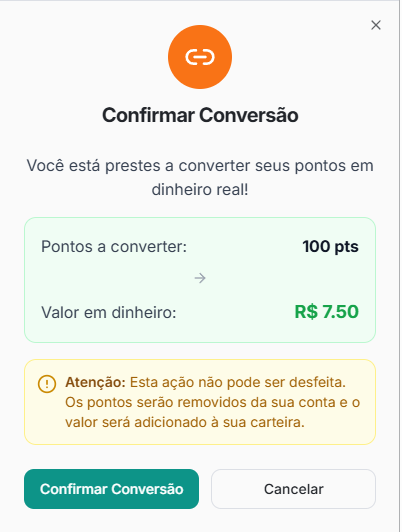 Confirmar Conversão
Você está prestes a converter seus pontos em
dinheiro real!
Pontos a converter: 100 pts
→
Valor em dinheiro: R$ 7.50
Atenção: Esta ação não pode ser desfeita.
Os pontos serão removidos da sua conta e o
valor será adicionado à sua carteira.
Confirmar Conversão Cancelar